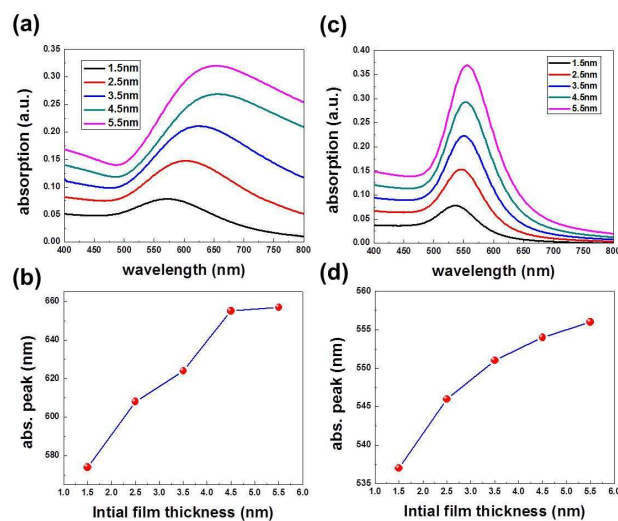 (a)
0.35
0.30
0.25
0.20
0.15
0.10
0.05
0.00
absorption (a.u.)
1.5nm
2.5nm
3.5nm
4.5nm
5.5nm
400 450 500 550 600 650 700 750 800
wavelength (nm)
(c)
0.40
0.35
0.30
0.25
0.20
0.15
0.10
0.05
0.00
absorption (a.u.)
1.5nm
2.5nm
3.5nm
4.5nm
5.5nm
400 450 500 550 600 650 700 750 800
wavelength (nm)
(b)
660
640
620
600
580
abs. peak (nm)
1.0 1.5 2.0 2.5 3.0 3.5 4.0 4.5 5.0 5.5 6.0
Intial film thickness (nm)
(d)
560
555
550
545
540
535
abs. peak (nm)
1.0 1.5 2.0 2.5 3.0 3.5 4.0 4.5 5.0 5.5 6.0
Intial film thickness (nm)